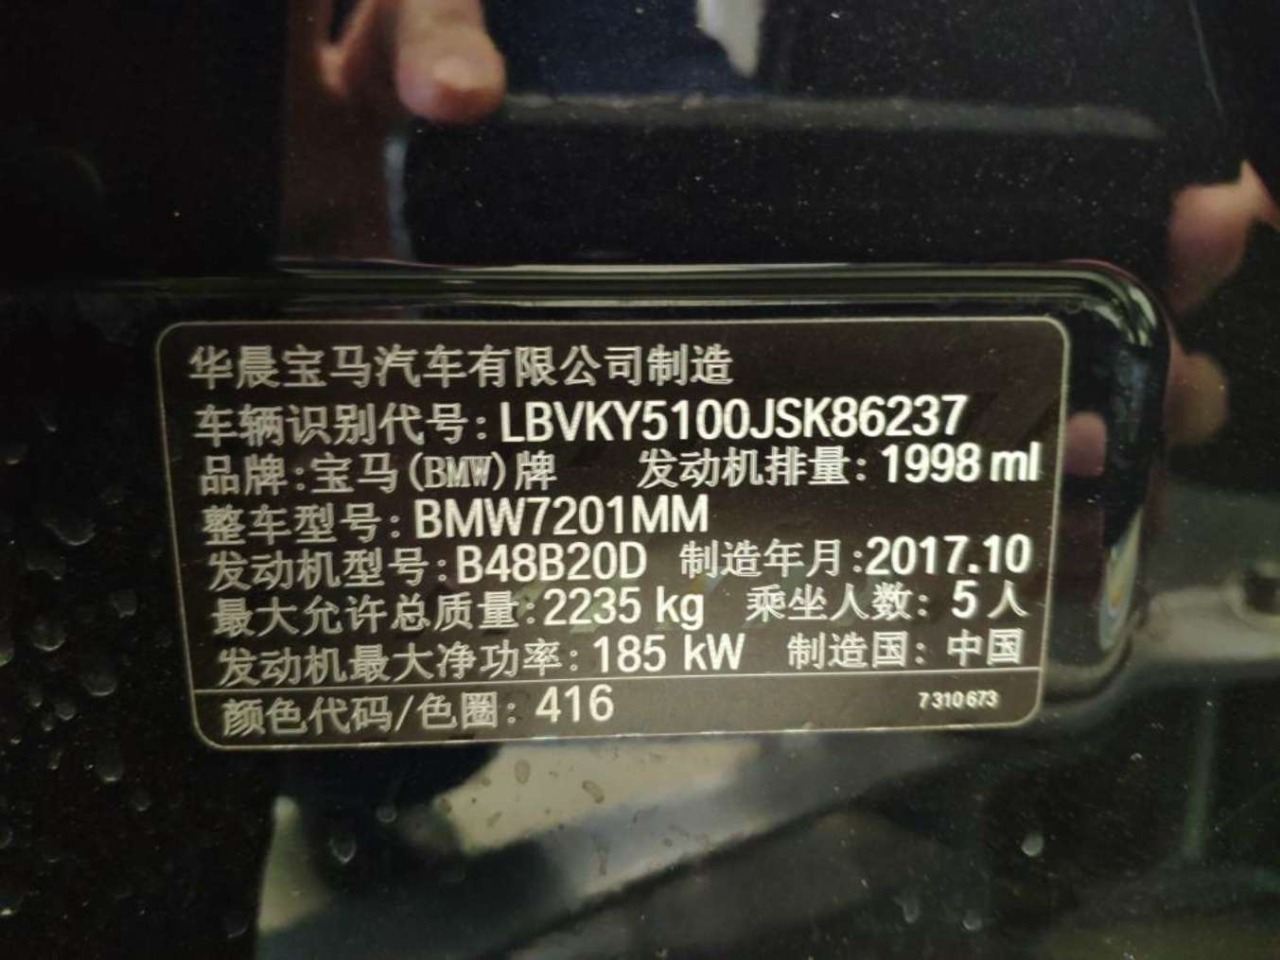 华晨宝马汽车有限公司制造
车辆识别代号: LBVKY5100JSK86237
品牌:宝马(BMW)牌 发动机排量: 1998 ml
整车型号: BMW7201MM
发动机型号: B48B20D 制造年月:2017.10
最大允许总质量: 2235 kg 乘坐人数: 5 人
发动机最大净功率: 185 kW 制造国: 中国
颜色代码/色圈: 416 7 310 673